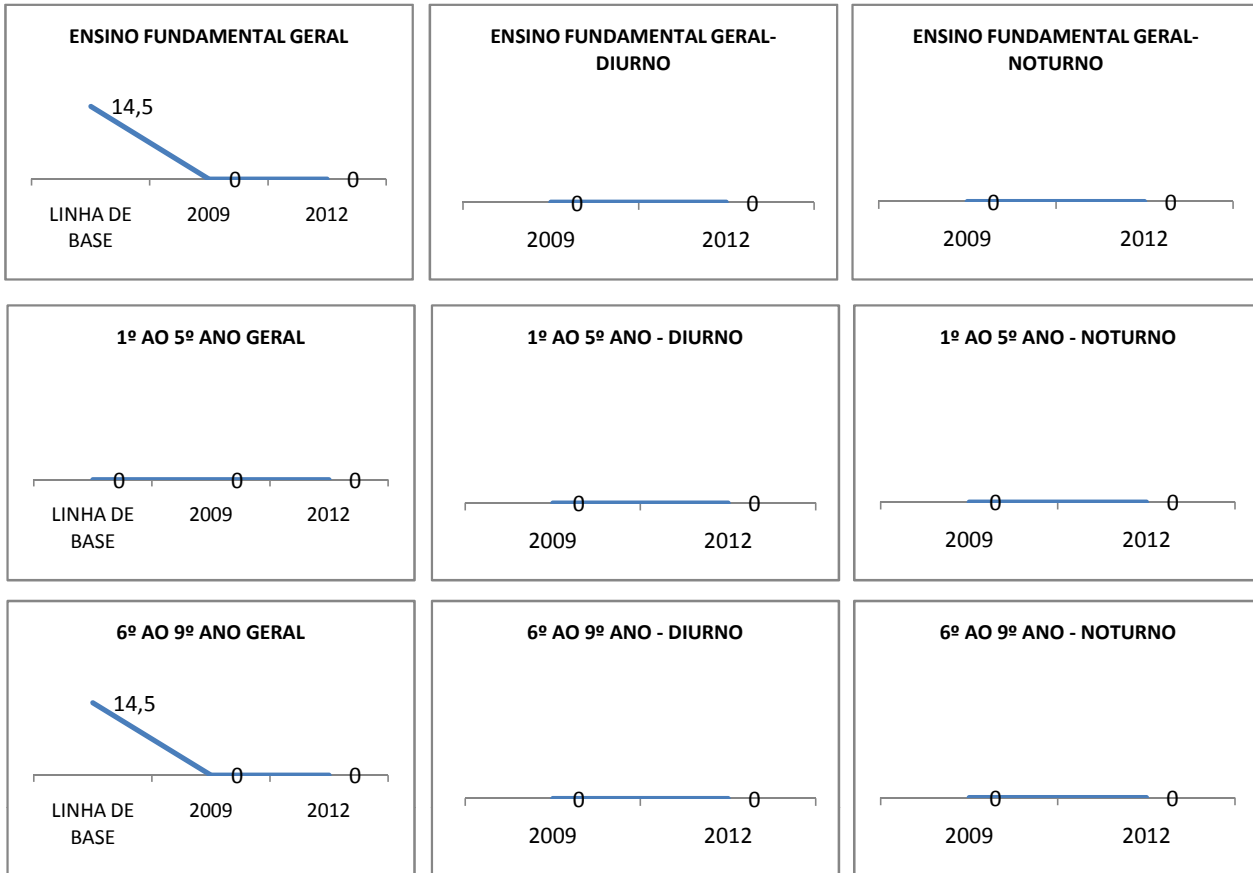 ENSINO FUNDAMENTAL GERAL
14,5
0
0
LINHA DE
BASE
2009
2012
ENSINO FUNDAMENTAL GERAL-
DIURNO
0
0
2009
2012
ENSINO FUNDAMENTAL GERAL-
NOTURNO
0
0
2009
2012
1º AO 5º ANO GERAL
0
0
0
LINHA DE
BASE
2009
2012
1º AO 5º ANO - DIURNO
0
0
2009
2012
1º AO 5º ANO - NOTURNO
0
0
2009
2012
6º AO 9º ANO GERAL
14,5
0
0
LINHA DE
BASE
2009
2012
6º AO 9º ANO - DIURNO
0
0
2009
2012
6º AO 9º ANO - NOTURNO
0
0
2009
2012